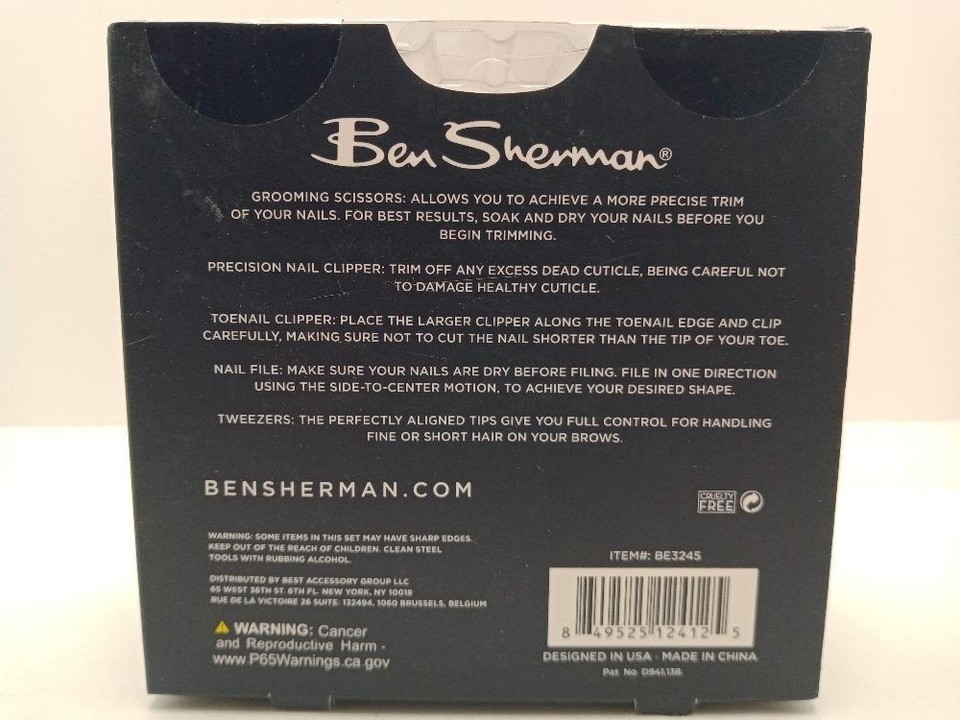 Ben Sherman®
GROOMING SCISSORS: ALLOWS YOU TO ACHIEVE A MORE PRECISE TRIM
OF YOUR NAILS. FOR BEST RESULTS, SOAK AND DRY YOUR NAILS BEFORE YOU
BEGIN TRIMMING.
PRECISION NAIL CLIPPER: TRIM OFF ANY EXCESS DEAD CUTICLE, BEING CAREFUL NOT
TO DAMAGE HEALTHY CUTICLE.
TOENAIL CLIPPER: PLACE THE LARGER CLIPPER ALONG THE TOENAIL EDGE AND CLIP
CAREFULLY, MAKING SURE NOT TO CUT THE NAIL SHORTER THAN THE TIP OF YOUR TOE.
NAIL FILE: MAKE SURE YOUR NAILS ARE DRY BEFORE FILING. FILE IN ONE DIRECTION
USING THE SIDE-TO-CENTER MOTION, TO ACHIEVE YOUR DESIRED SHAPE.
TWEEZERS: THE PERFECTLY ALIGNED TIPS GIVE YOU FULL CONTROL FOR HANDLING
FINE OR SHORT HAIR ON YOUR BROWS.
BENSHERMAN.COM
CRUELTY
FREE
WARNING: SOME ITEMS IN THIS SET MAY HAVE SHARP EDGES.
KEEP OUT OF THE REACH OF CHILDREN. CLEAN STEEL
TOOLS WITH RUBBING ALCOHOL.
DISTRIBUTED BY BEST ACCESSORY GROUP LLC
65 WEST 36TH ST. 6TH FL. NEW YORK, NY 10018
RUE DE LA VICTOIRE 26 SUITE: 132494, 1060 BRUSSELS, BELGIUM
WARNING: Cancer
and Reproductive Harm -
www.P65Warnings.ca.gov
ITEM#: BE3245
8 49525 12412 5
DESIGNED IN USA · MADE IN CHINA
Pat. No. D941,138.